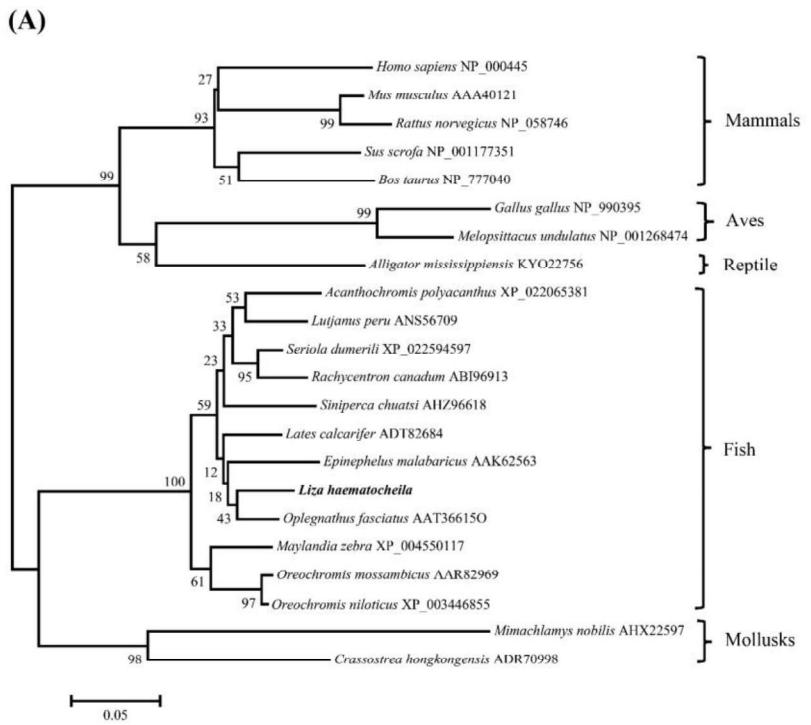 (A)
Homo sapiens NP_000445
27
Mus musculus AAA40121
93
99
Rattus norvegicus NP_058746
Mammals
Sus scrofa NP_001177351
99
51
Bos taurus NP_777040
99
Gallus gallus NP_990395
Aves
Melopsittacus undulatus NP_001268474
58
Alligator mississippiensis KYO22756
Reptile
53
Acanthochromis polyacanthus XP_022065381
33
Lutjanus peru ANS56709
23
Seriola dumerili XP_022594597
95
Rachycentron canadum ABI96913
59
Siniperca chuatsi AHZ96618
Lates calcarifer ADT82684
Fish
12
Epinephelus malabaricus AAK62563
100
18
Liza haematocheila
43
Oplegnathus fasciatus AAT36615O
Maylandia zebra XP_004550117
61
Oreochromis mossambicus AAR82969
97
Oreochromis niloticus XP_003446855
Mimachlamys nobilis AHX22597
Mollusks
98
Crassostrea hongkongensis ADR70998
0.05